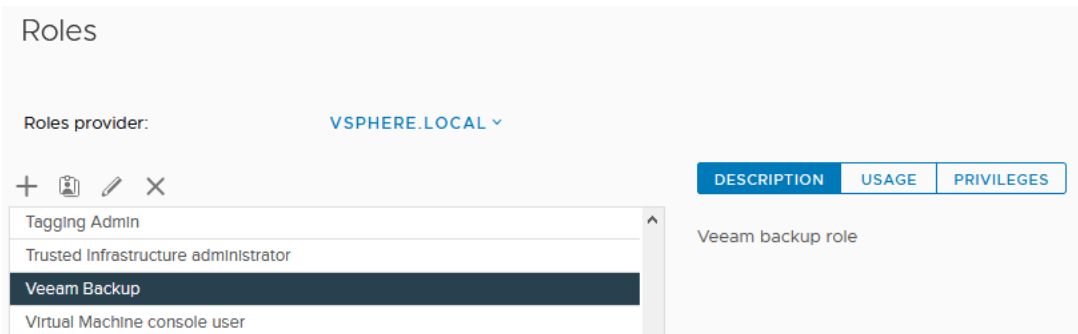 Roles
Roles provider:
VSPHERE.LOCAL
DESCRIPTION
USAGE
PRIVILEGES
Tagging Admin
Trusted Infrastructure administrator
Veeam Backup
Virtual Machine console user
Veeam backup role